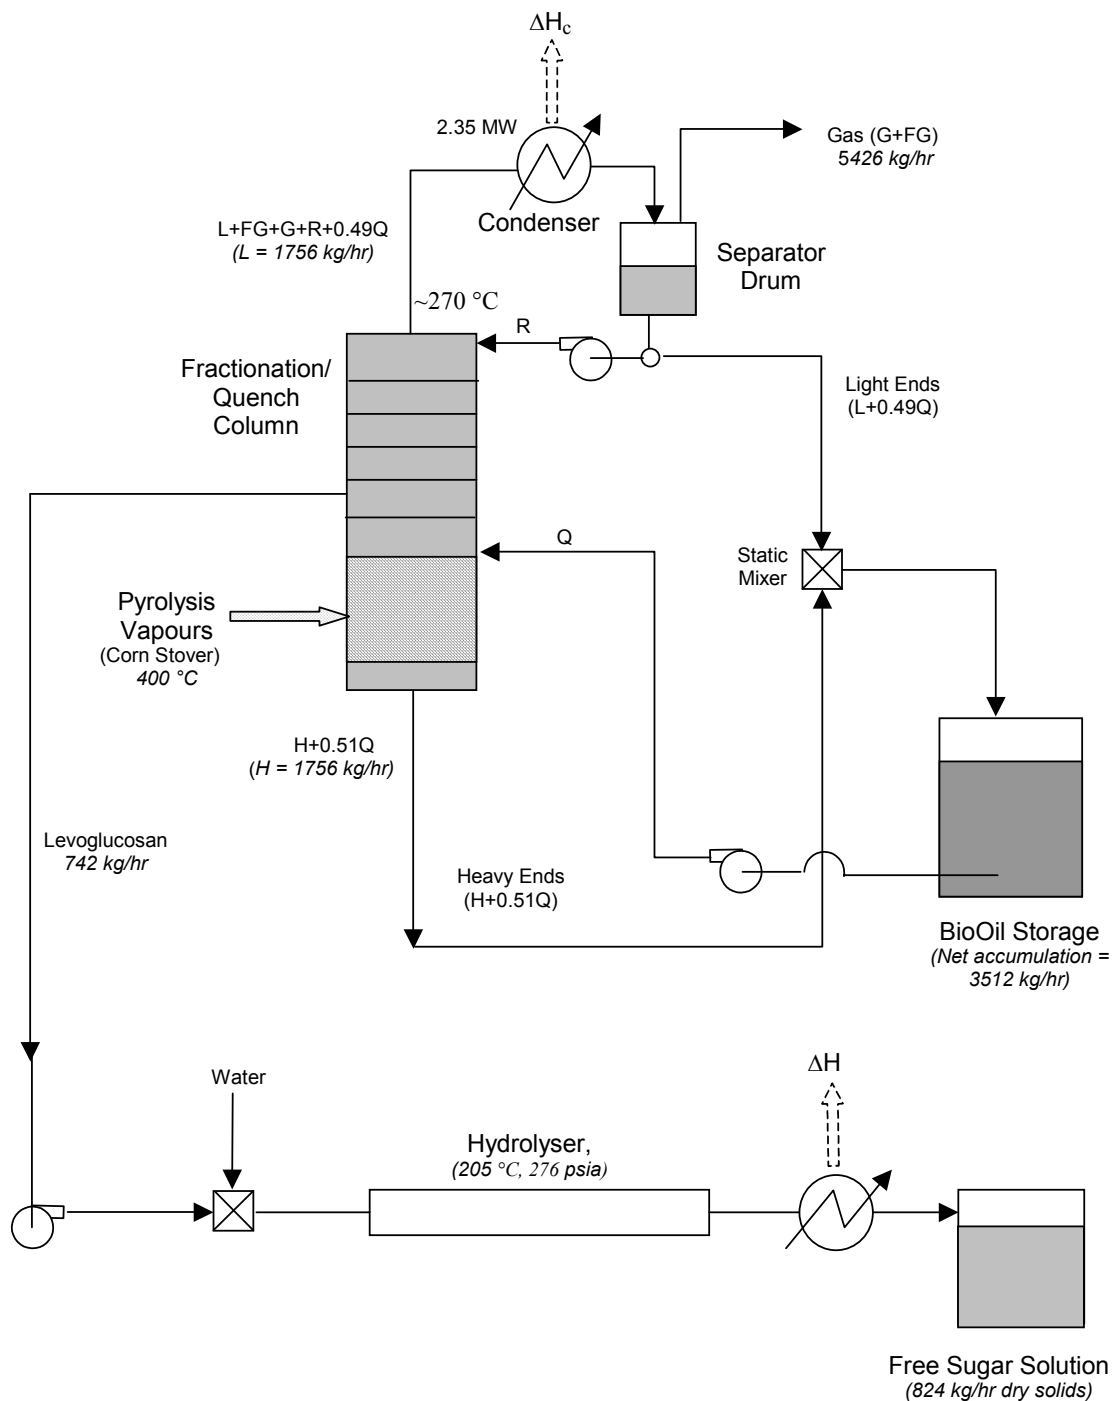 ΔHc
2.35 MW
Condenser
Gas (G+FG)
5426 kg/hr
L+FG+G+R+0.49Q
(L = 1756 kg/hr)
Separator
Drum
~270 °C
R
Fractionation/
Quench
Column
Light Ends
(L+0.49Q)
Q
Static
Mixer
Pyrolysis
Vapours
(Corn Stover)
400 °C
H+0.51Q
(H = 1756 kg/hr)
Levoglucosan
742 kg/hr
Heavy Ends
(H+0.51Q)
BioOil Storage
(Net accumulation =
3512 kg/hr)
Water
ΔH
Hydrolyser,
(205 °C, 276 psia)
Free Sugar Solution
(824 kg/hr dry solids)